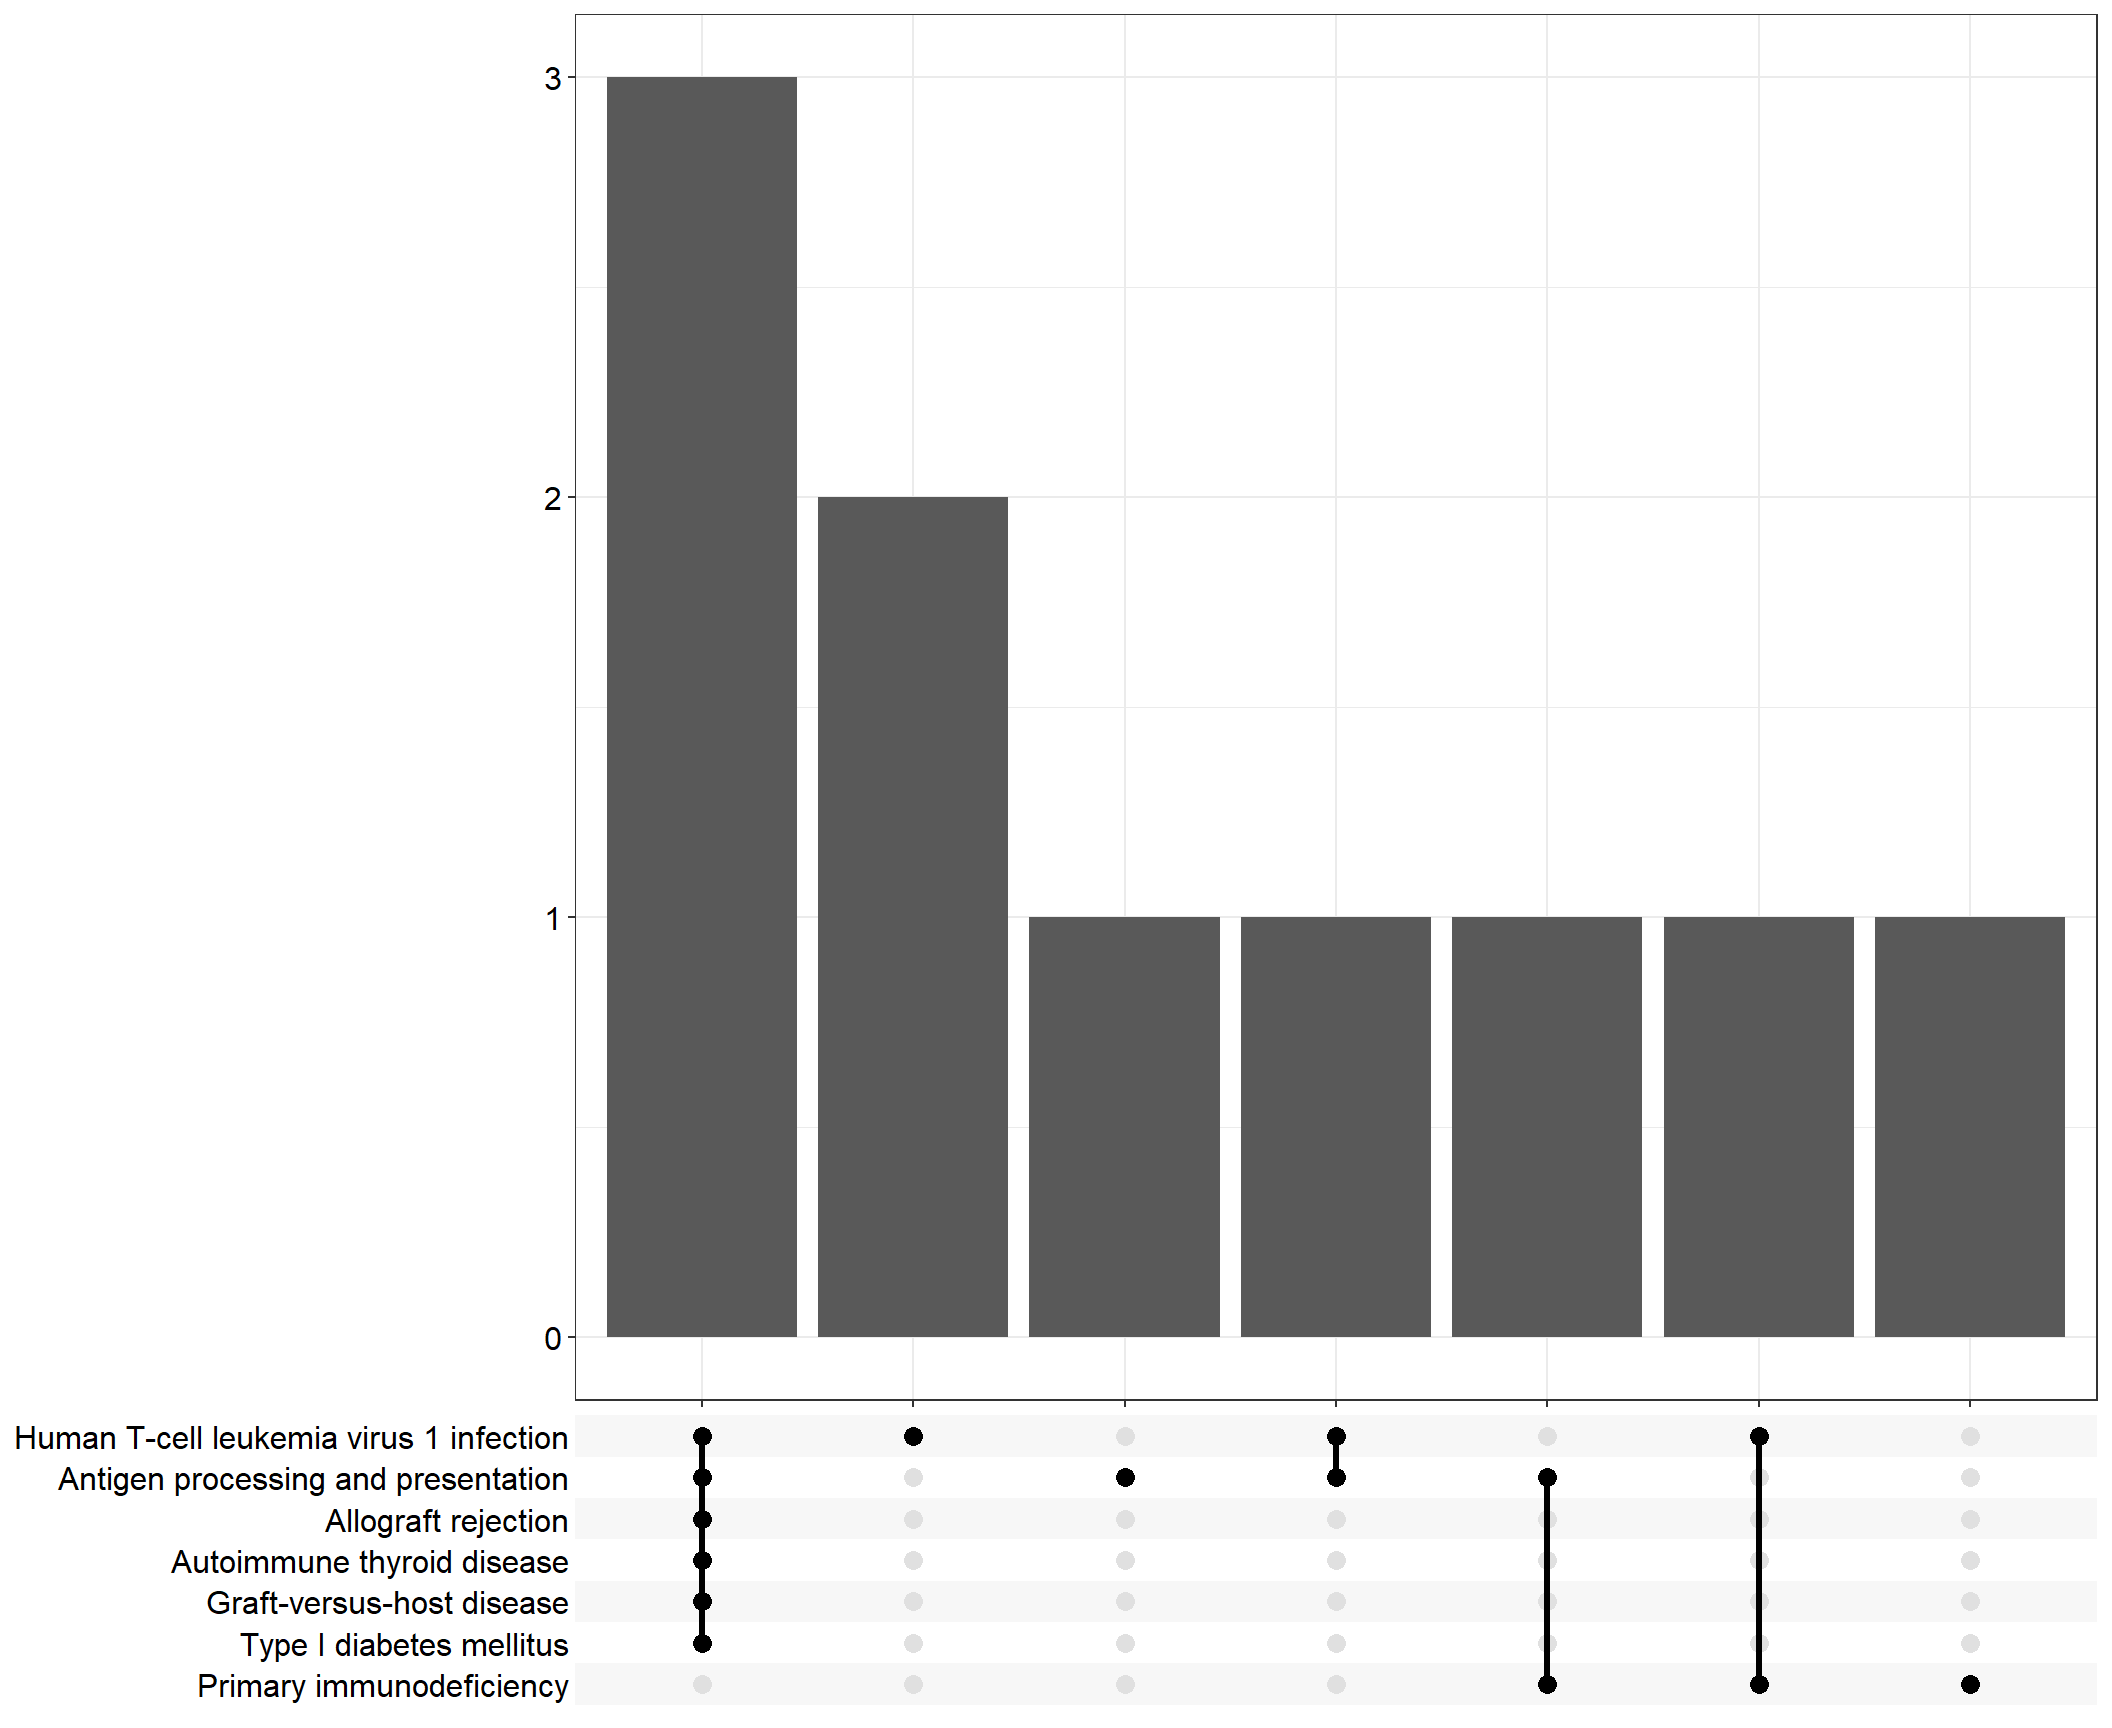 3
2
1
0
Human T-cell leukemia virus 1 infection
Antigen processing and presentation
Allograft rejection
Autoimmune thyroid disease
Graft-versus-host disease
Type I diabetes mellitus
Primary immunodeficiency